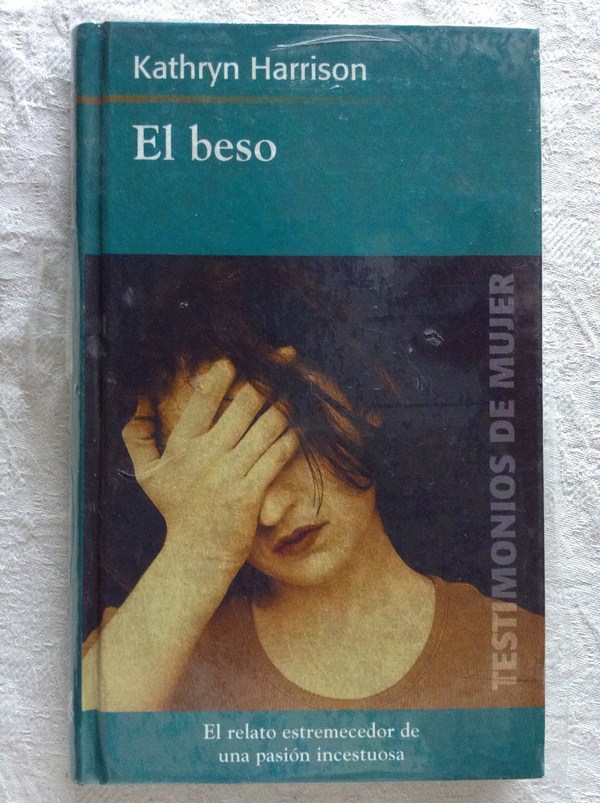 Kathryn Harrison
El beso
TESTIMONIOS DE MUJER
El relato estremecedor de
una pasión incestuosa